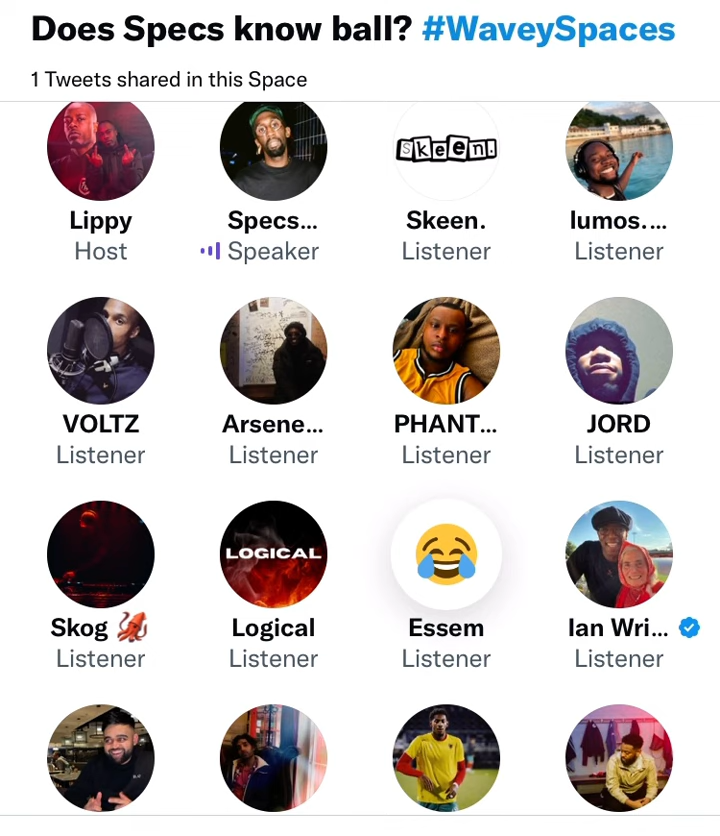 Does Specs know ball? #WaveySpaces
1 Tweets shared in this Space
skeen.
Lippy
Specs...
Skeen.
lumos....
Host
Speaker
Listener
Listener
VOLTZ
Arsene...
PHANT...
JORD
Listener
Listener
Listener
Listener
LOGICAL
Skog 🦑
Logical
Essem
Ian Wri...
Listener
Listener
Listener
Listener